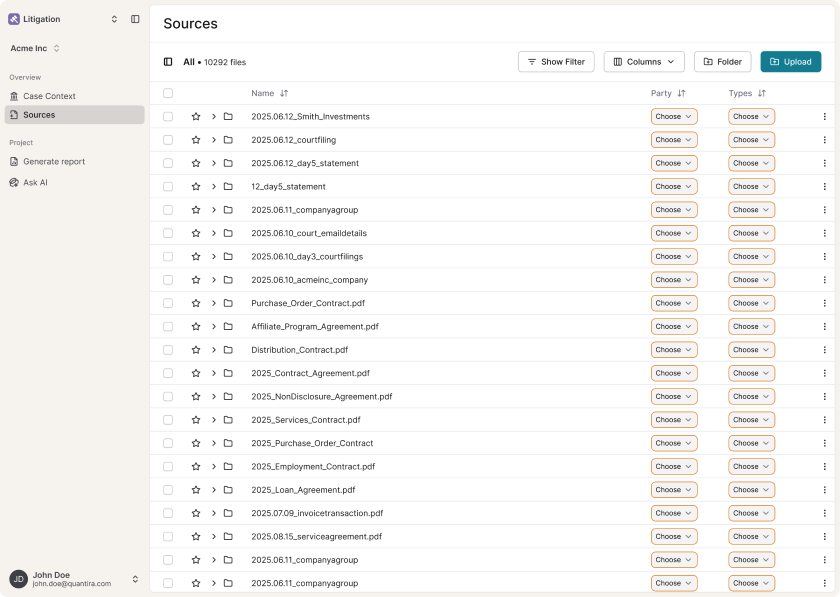 Litigation
Acme Inc
Overview
Case Context
Sources
Project
Generate report
Ask AI
JD
John Doe
john.doe@quantira.com
Sources
All • 10292 files
Show Filter
Columns
Folder
Upload
Name Party Types
2025.06.12_Smith_Investments Choose Choose
2025.06.12_courtfiling Choose Choose
2025.06.12_day5_statement Choose Choose
12_day5_statement Choose Choose
2025.06.11_companyagroup Choose Choose
2025.06.10_court_emaildetails Choose Choose
2025.06.10_day3_courtfilings Choose Choose
2025.06.10_acmeinc_company Choose Choose
Purchase_Order_Contract.pdf Choose Choose
Affiliate_Program_Agreement.pdf Choose Choose
Distribution_Contract.pdf Choose Choose
2025_Contract_Agreement.pdf Choose Choose
2025_NonDisclosure_Agreement.pdf Choose Choose
2025_Services_Contract.pdf Choose Choose
2025_Purchase_Order_Contract Choose Choose
2025_Employment_Contract.pdf Choose Choose
2025_Loan_Agreement.pdf Choose Choose
2025.07.09_invoicetransaction.pdf Choose Choose
2025.08.15_serviceagreement.pdf Choose Choose
2025.06.11_companyagroup Choose Choose
2025.06.11_companyagroup Choose Choose